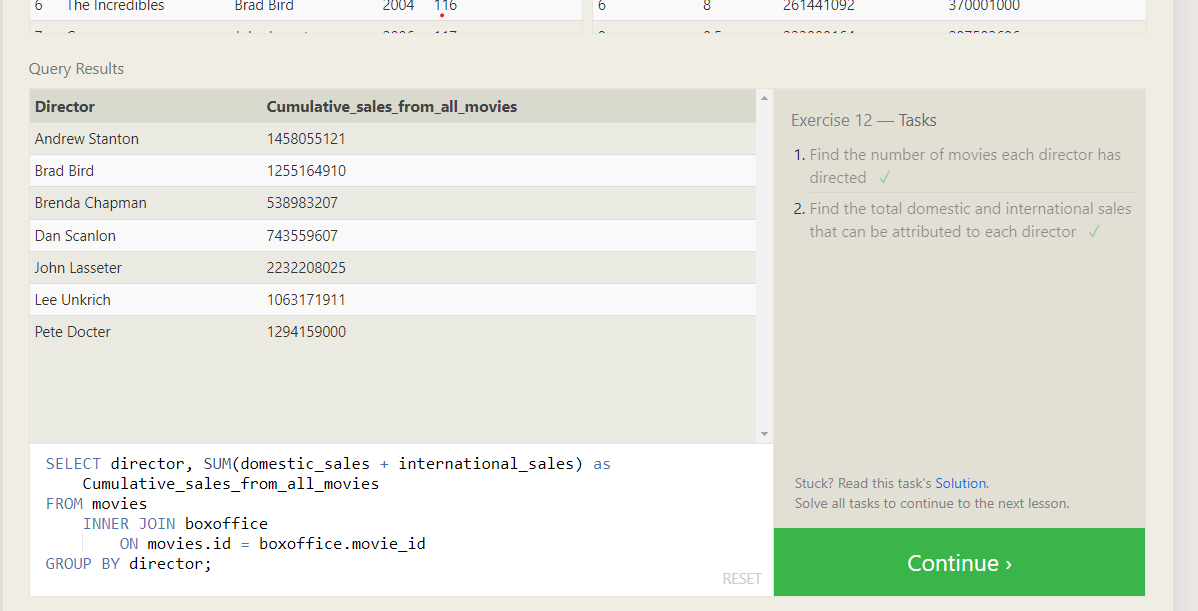 6 The Incredibles Brad Bird 2004 116 6 8 261441092 370001000
Query Results
Director Cumulative_sales_from_all_movies
Andrew Stanton 1458055121
Brad Bird 1255164910
Brenda Chapman 538983207
Dan Scanlon 743559607
John Lasseter 2232208025
Lee Unkrich 1063171911
Pete Docter 1294159000
Exercise 12 — Tasks
1. Find the number of movies each director has
directed ✓
2. Find the total domestic and international sales
that can be attributed to each director ✓
SELECT director, SUM(domestic_sales + international_sales) as
Cumulative_sales_from_all_movies
FROM movies
INNER JOIN boxoffice
ON movies.id = boxoffice.movie_id
GROUP BY director;
RESET
Stuck? Read this task's Solution.
Solve all tasks to continue to the next lesson.
Continue ›